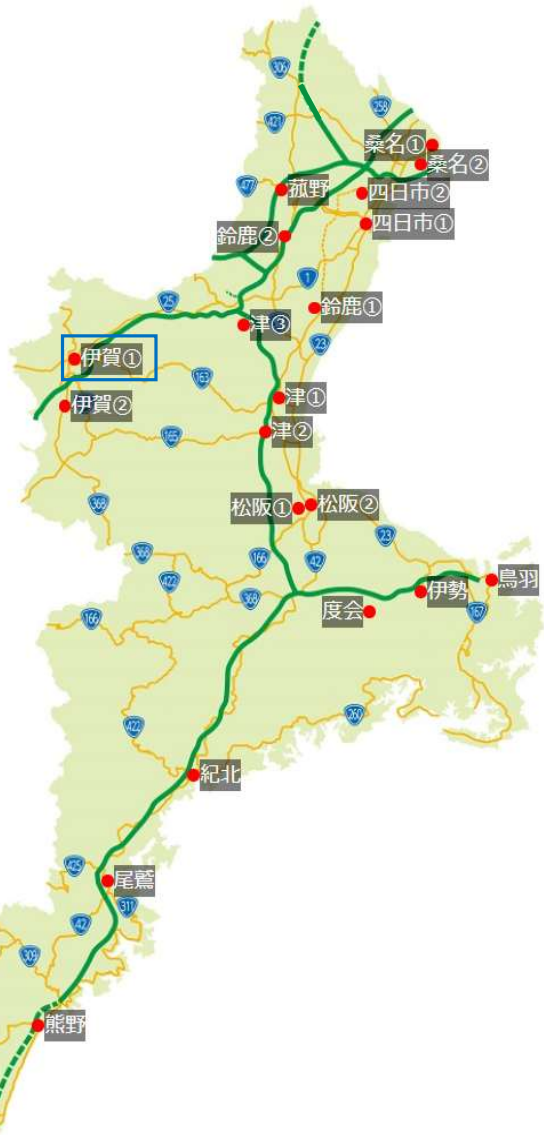 306
258
421
桑名①
桑名②
477
菰野
四日市②
四日市①
鈴鹿②
1
25
鈴鹿①
津③
23
伊賀①
163
津①
伊賀②
津②
165
368
松阪①
松阪②
23
368
166
42
422
鳥羽
伊勢
368
度会
167
166
260
422
紀北
425
尾鷲
311
42
309
熊野